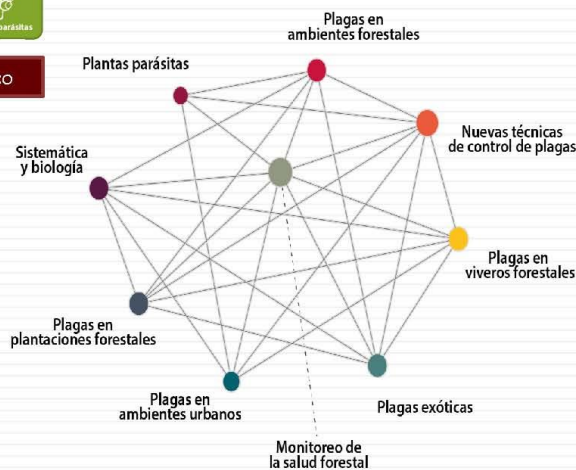 parásitas
CO
Plagas en
ambientes forestales
Plantas parásitas
Nuevas técnicas
de control de plagas
Sistemática
y biología
Plagas en
viveros forestales
Plagas en
plantaciones forestales
Plagas en
ambientes urbanos
Plagas exóticas
Monitoreo de
la salud forestal